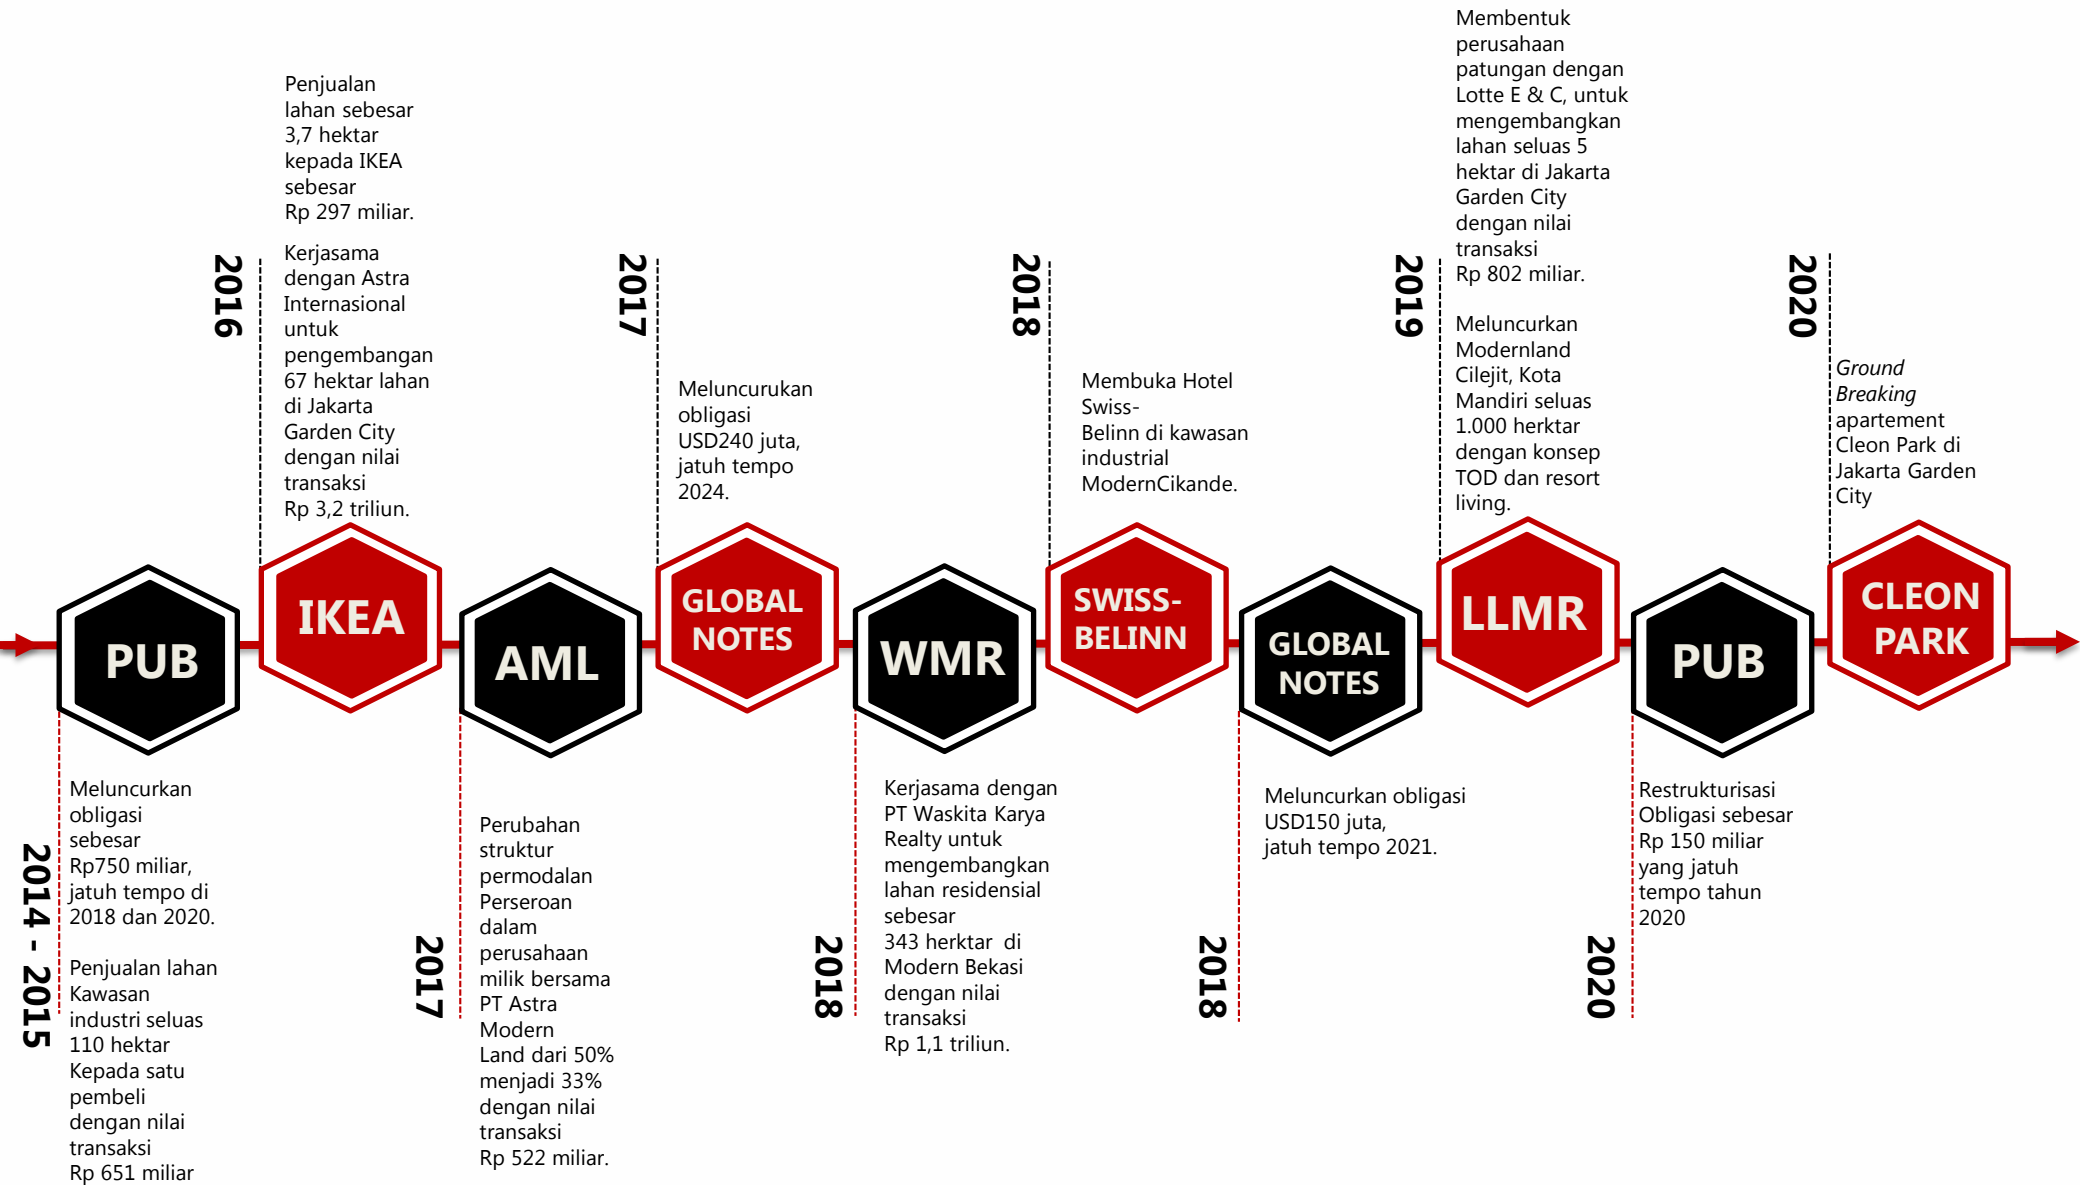 2014 - 2015
PUB
Meluncurkan
obligasi
sebesar
Rp750 miliar,
jatuh tempo di
2018 dan 2020.
Penjualan lahan
Kawasan
industri seluas
110 hektar
Kepada satu
pembeli
dengan nilai
transaksi
Rp 651 miliar
2016
Penjualan
lahan sebesar
3,7 hektar
kepada IKEA
sebesar
Rp 297 miliar.
Kerjasama
dengan Astra
Internasional
untuk
pengembangan
67 hektar lahan
di Jakarta
Garden City
dengan nilai
transaksi
Rp 3,2 triliun.
IKEA
2017
AML
Perubahan
struktur
permodalan
Perseroan
dalam
perusahaan
milik bersama
PT Astra
Modern
Land dari 50%
menjadi 33%
dengan nilai
transaksi
Rp 522 miliar.
2017
Meluncurukan
obligasi
USD240 juta,
jatuh tempo
2024.
GLOBAL
NOTES
2018
WMR
Kerjasama dengan
PT Waskita Karya
Realty untuk
mengembangkan
lahan residensial
sebesar
343 herktar  di
Modern Bekasi
dengan nilai
transaksi
Rp 1,1 triliun.
2018
Membuka Hotel
Swiss-
Belinn di kawasan
industrial
ModernCikande.
SWISS-
BELINN
2018
GLOBAL
NOTES
Meluncurkan obligasi
USD150 juta,
jatuh tempo 2021.
2019
Membentuk
perusahaan
patungan dengan
Lotte E & C, untuk
mengembangkan
lahan seluas 5
hektar di Jakarta
Garden City
dengan nilai
transaksi
Rp 802 miliar.
Meluncurkan
Modernland
Cilejit, Kota
Mandiri seluas
1.000 herktar
dengan konsep
TOD dan resort
living.
LLMR
2020
PUB
Restrukturisasi
Obligasi sebesar
Rp 150 miliar
yang jatuh
tempo tahun
2020
2020
Ground
Breaking
apartement
Cleon Park di
Jakarta Garden
City
CLEON
PARK